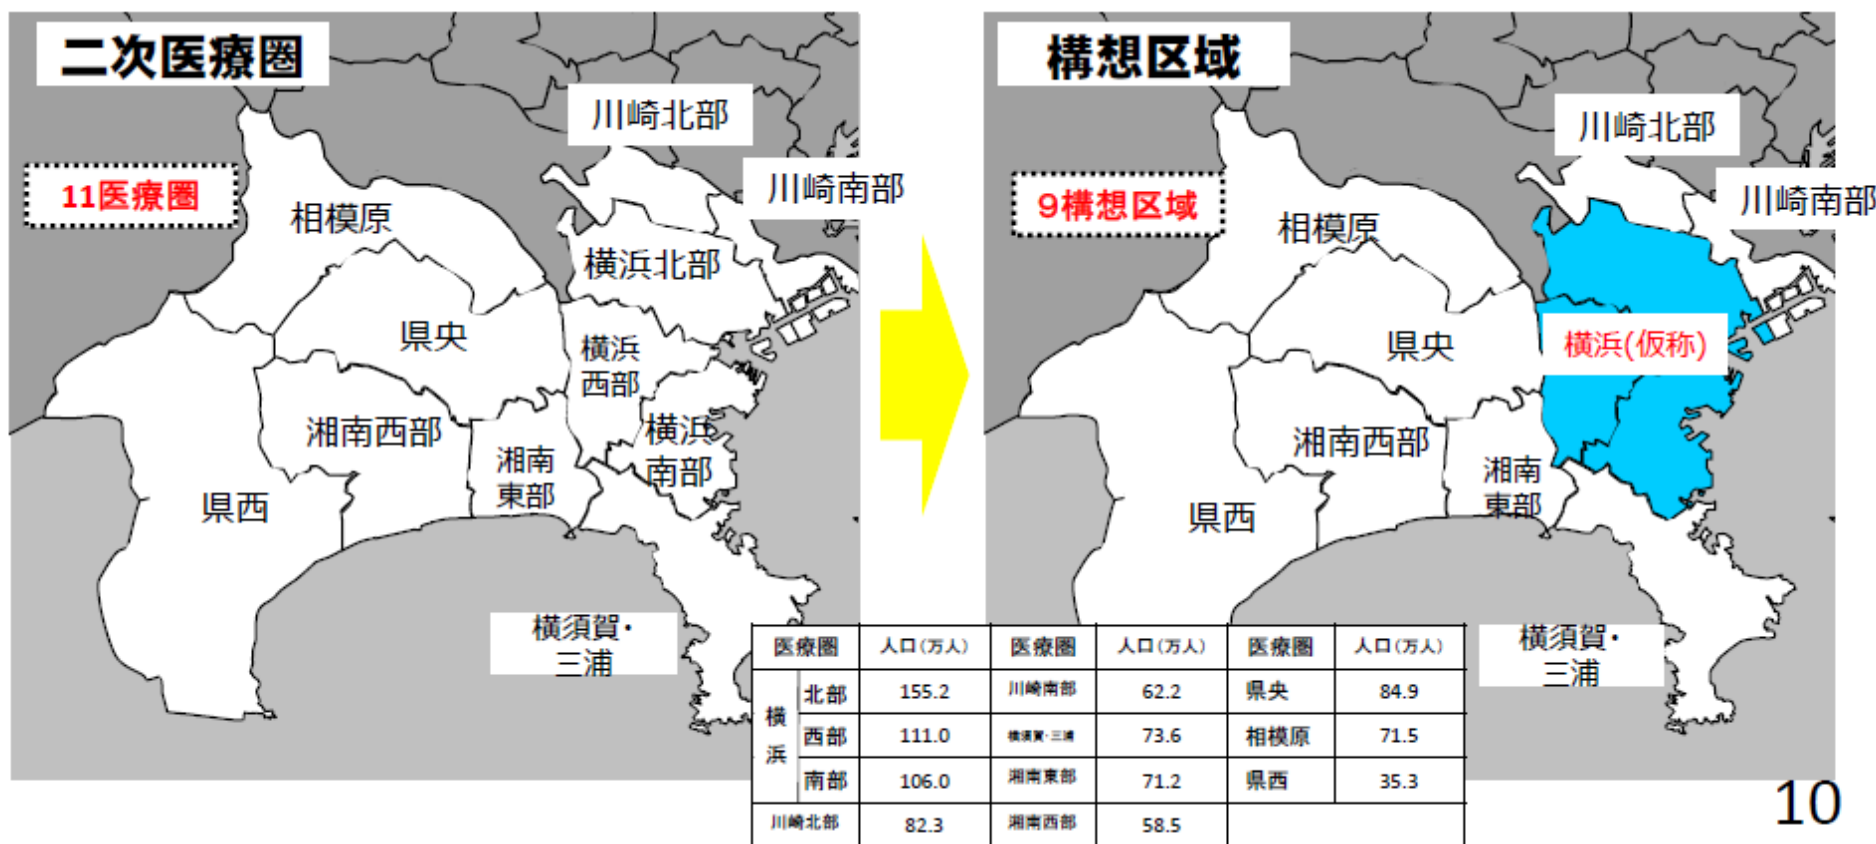 二次医療圏
11医療圏
川崎北部
川崎南部
相模原
横浜北部
県央
横浜
西部
湘南西部
横浜
南部
湘南
東部
県西
横須賀・
三浦
構想区域
9構想区域
川崎北部
川崎南部
相模原
横浜(仮称)
県央
湘南西部
湘南
東部
県西
横須賀・
三浦
医療圏 人口(万人) 医療圏 人口(万人) 医療圏 人口(万人)
横浜 北部 155.2 川崎南部 62.2 県央 84.9
西部 111.0 横須賀・三浦 73.6 相模原 71.5
南部 106.0 湘南東部 71.2 県西 35.3
川崎北部 82.3 湘南西部 58.5
10